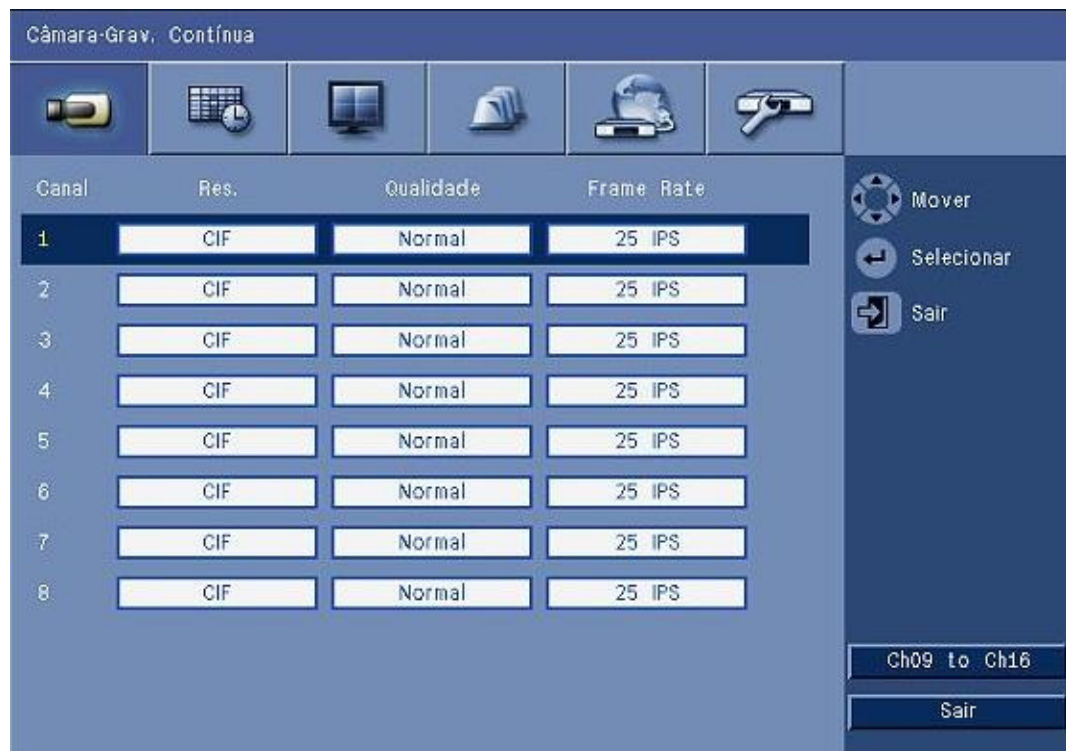 Câmara-Grav. Contínua
Canal Res. Qualidade Frame Rate
1 CIF Normal 25 IPS
2 CIF Normal 25 IPS
3 CIF Normal 25 IPS
4 CIF Normal 25 IPS
5 CIF Normal 25 IPS
6 CIF Normal 25 IPS
7 CIF Normal 25 IPS
8 CIF Normal 25 IPS
Mover
Selecionar
Sair
Ch09 to Ch16
Sair